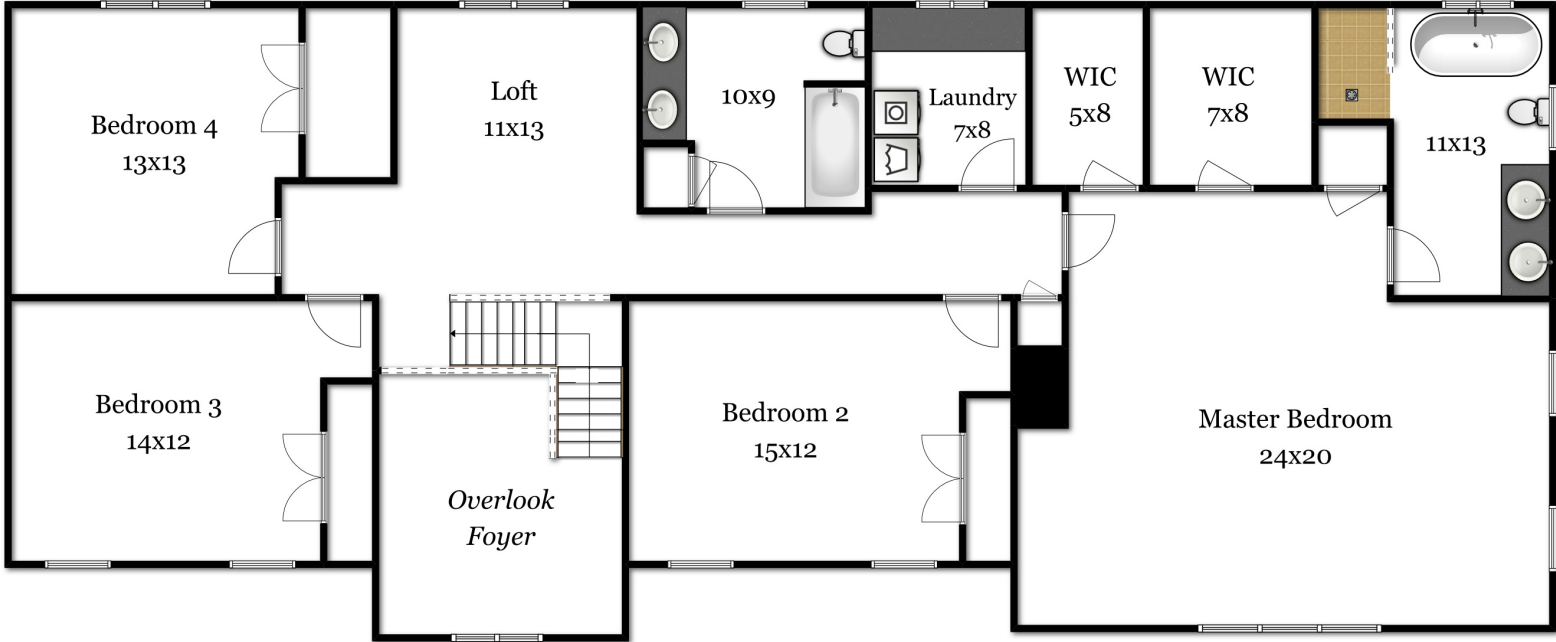 Bedroom 4
13x13
Loft
11x13
10x9
Laundry
7x8
WIC
5x8
WIC
7x8
11x13
Bedroom 3
14x12
Overlook
Foyer
Bedroom 2
15x12
Master Bedroom
24x20